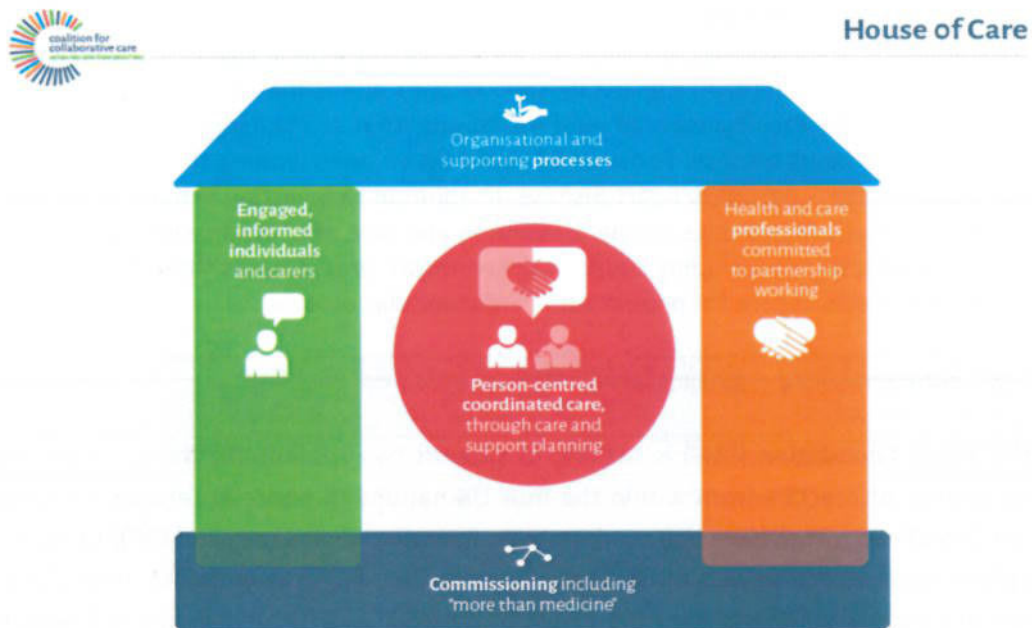 coalition for
collaborative care
House of Care
Organisational and
supporting processes
Engaged,
informed
individuals
and carers
Health and care
professionals
committed
to partnership
working
Person-centred
coordinated care,
through care and
support planning
Commissioning including
"more than medicine"